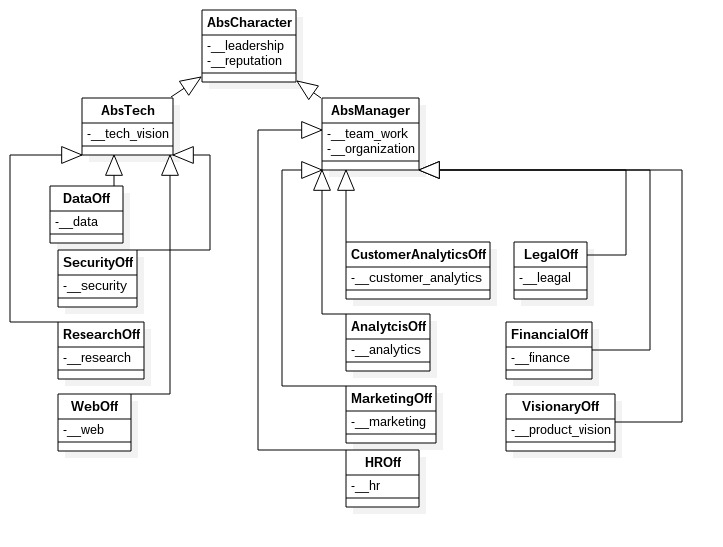 AbsCharacter
-__leadership
-__reputation
AbsTech
-__tech_vision
AbsManager
-__team_work
-__organization
DataOff
-__data
SecurityOff
-__security
ResearchOff
-__research
WebOff
-__web
CustomerAnalyticsOff
-__customer_analytics
AnalytcisOff
-__analytics
MarketingOff
-__marketing
HROff
-__hr
LegalOff
-__leagal
FinancialOff
-__finance
VisionaryOff
-__product_vision